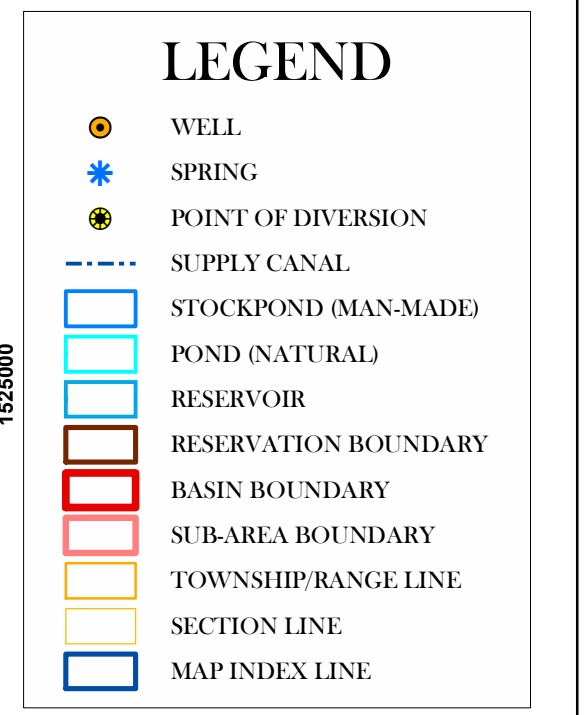 LEGEND
WELL
SPRING
POINT OF DIVERSION
SUPPLY CANAL
STOCKPOND (MAN-MADE)
POND (NATURAL)
RESERVOIR
RESERVATION BOUNDARY
BASIN BOUNDARY
SUB-AREA BOUNDARY
TOWNSHIP/RANGE LINE
SECTION LINE
MAP INDEX LINE
1525000